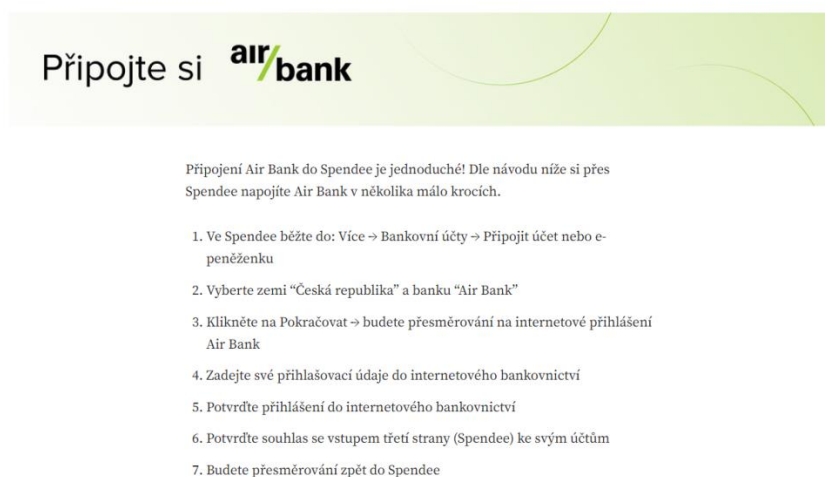 Připojte si air bank
Připojení Air Bank do Spendee je jednoduché! Dle návodu níže si přes
Spendee napojíte Air Bank v několika málo krocích.
1. Ve Spendee běžte do: Více → Bankovní účty → Připojit účet nebo e-
peněženku
2. Vyberte zemi “Česká republika” a banku “Air Bank”
3. Klikněte na Pokračovat → budete přesměrování na internetové přihlášení
Air Bank
4. Zadejte své přihlašovací údaje do internetového bankovnictví
5. Potvrďte přihlášení do internetového bankovnictví
6. Potvrďte souhlas se vstupem třetí strany (Spendee) ke svým účtům
7. Budete přesměrování zpět do Spendee